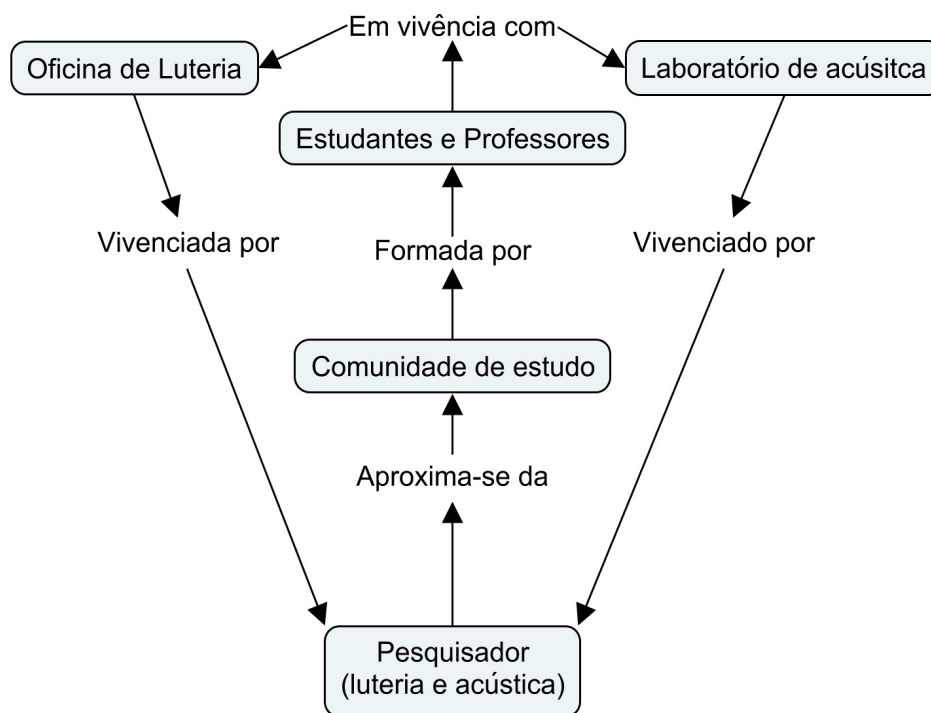 Em vivência com
Oficina de Luteria
Laboratório de acúsitca
Estudantes e Professores
Vivenciada por
Formada por
Vivenciado por
Comunidade de estudo
Aproxima-se da
Pesquisador
(luteria e acústica)